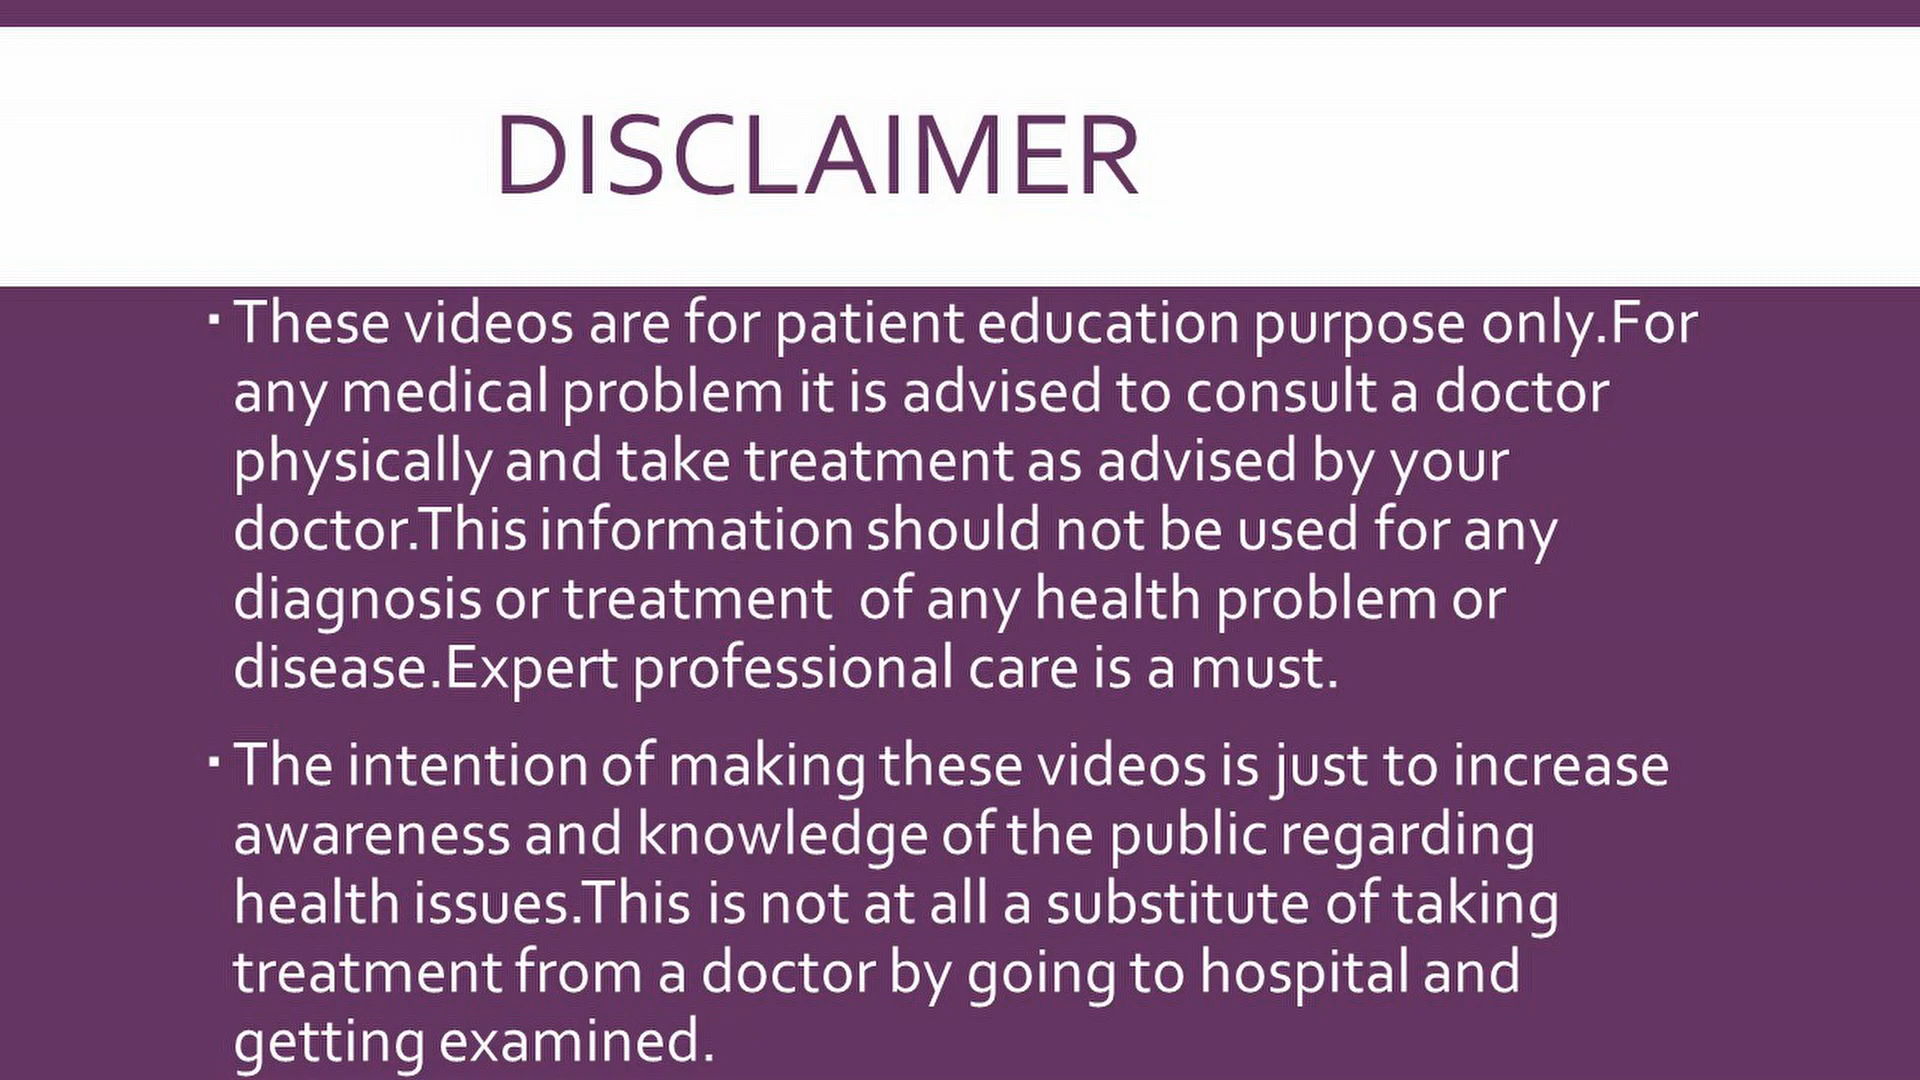 DISCLAIMER
▪ These videos are for patient education purpose only.For
any medical problem it is advised to consult a doctor
physically and take treatment as advised by your
doctor.This information should not be used for any
diagnosis or treatment  of any health problem or
disease.Expert professional care is a must.
▪ The intention of making these videos is just to increase
awareness and knowledge of the public regarding
health issues.This is not at all a substitute of taking
treatment from a doctor by going to hospital and
getting examined.